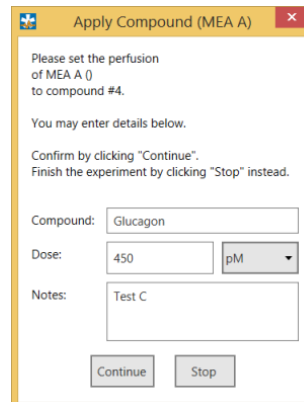 Apply Compound (MEA A)
Please set the perfusion
of MEA A ()
to compound #4.
You may enter details below.
Confirm by clicking "Continue".
Finish the experiment by clicking "Stop" instead.
Compound: Glucagon
Dose: 450 pM
Notes: Test C
Continue Stop